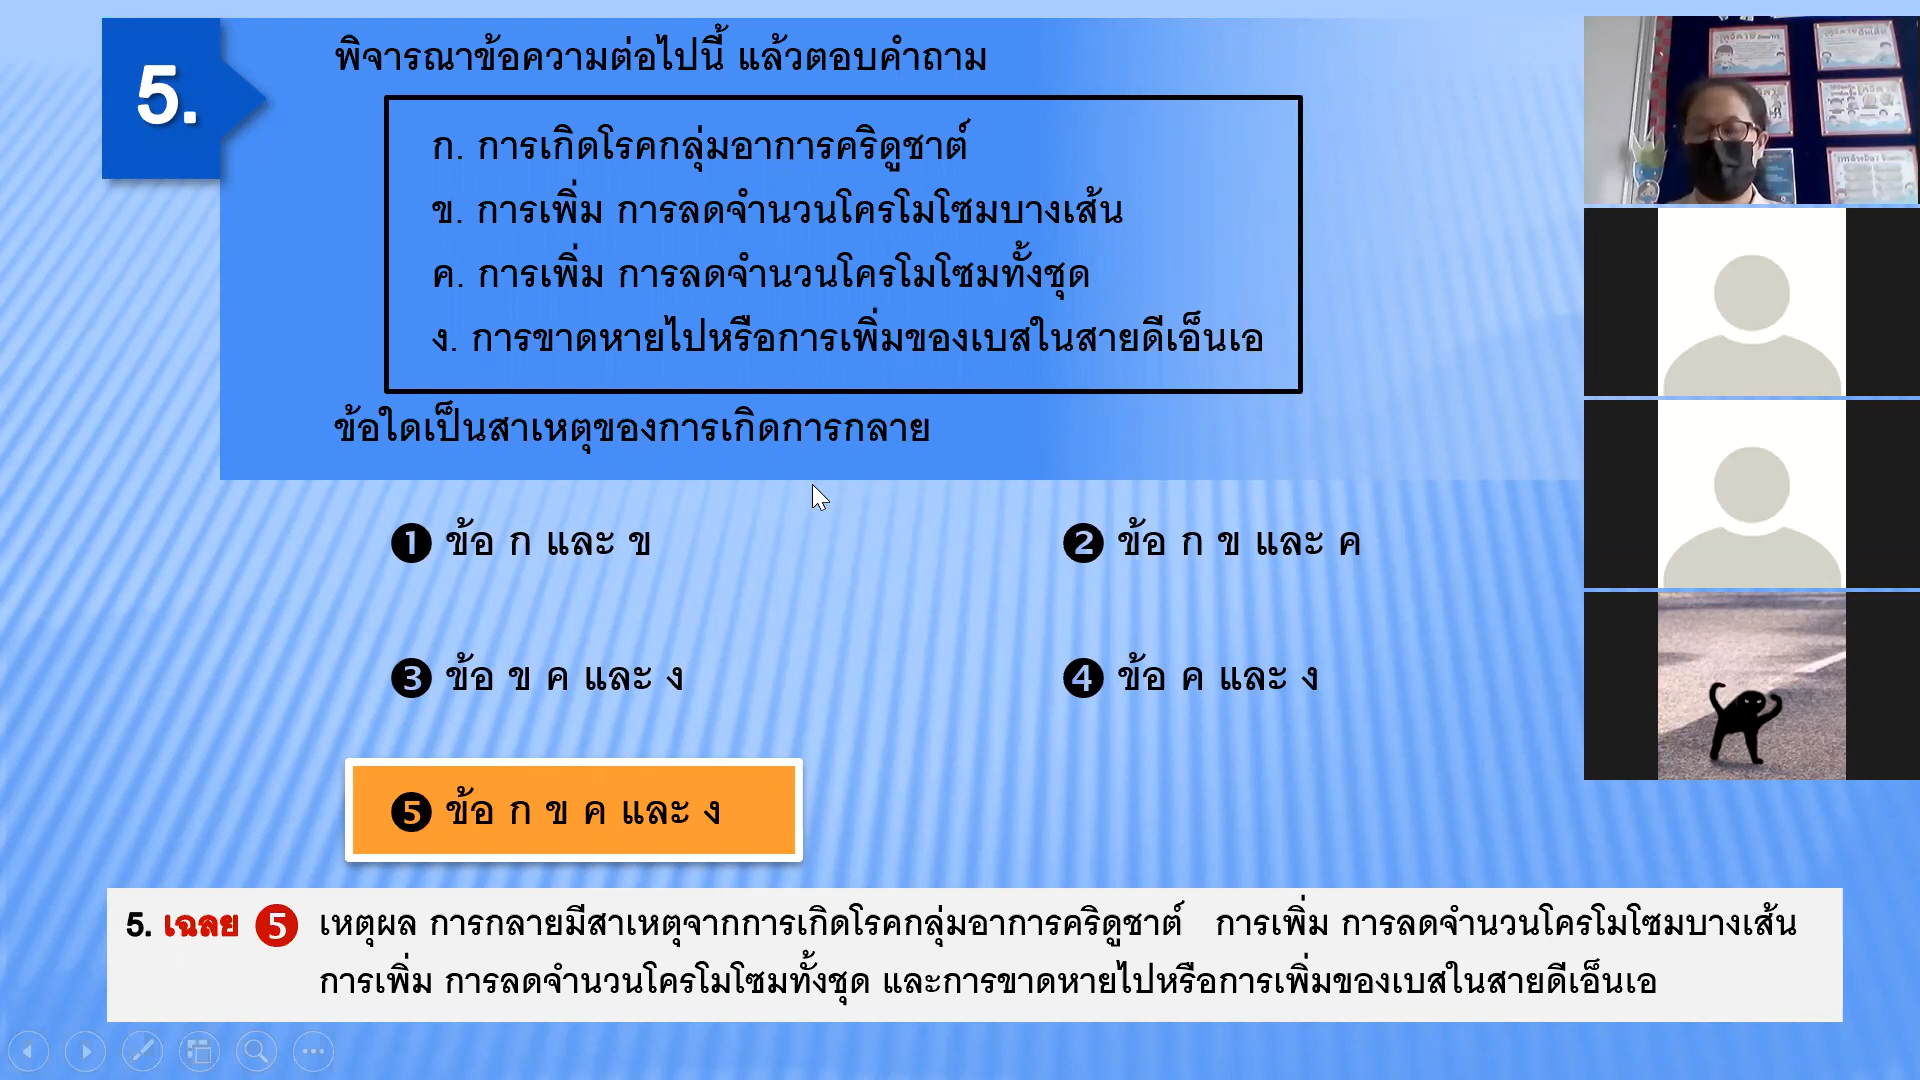 5.
พิจารณาข้อความต่อไปนี้ แล้วตอบคำถาม
ก. การเกิดโรคกลุ่มอาการคริดูชาต์
ข. การเพิ่ม การลดจำนวนโครโมโซมบางเส้น
ค. การเพิ่ม การลดจำนวนโครโมโซมทั้งชุด
ง. การขาดหายไปหรือการเพิ่มของเบสในสายดีเอ็นเอ
ข้อใดเป็นสาเหตุของการเกิดการกลาย
❶ ข้อ ก และ ข
❷ ข้อ ก ข และ ค
❸ ข้อ ข ค และ ง
❹ ข้อ ค และ ง
❺ ข้อ ก ข ค และ ง
5. เฉลย ❺ เหตุผล การกลายมีสาเหตุจากการเกิดโรคกลุ่มอาการคริดูชาต์ การเพิ่ม การลดจำนวนโครโมโซมบางเส้น
การเพิ่ม การลดจำนวนโครโมโซมทั้งชุด และการขาดหายไปหรือการเพิ่มของเบสในสายดีเอ็นเอ